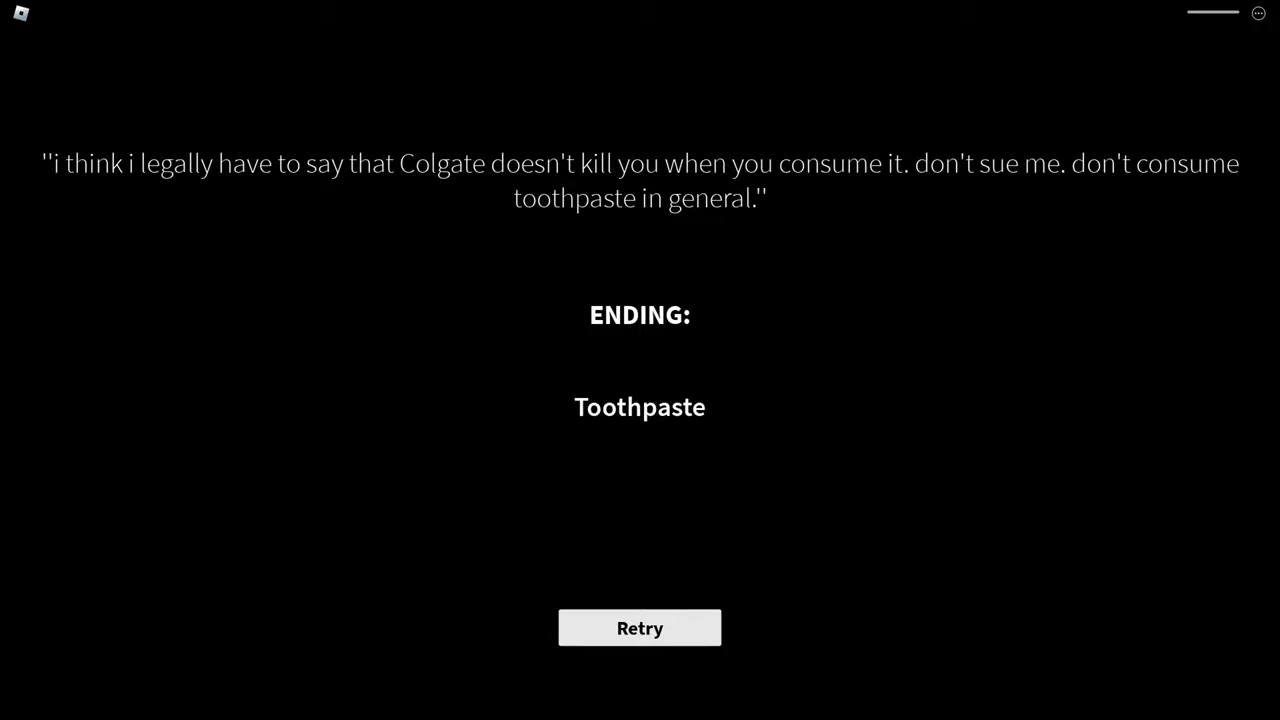 "i think i legally have to say that Colgate doesn't kill you when you consume it. don't sue me. don't consume
toothpaste in general."
ENDING:
Toothpaste
Retry